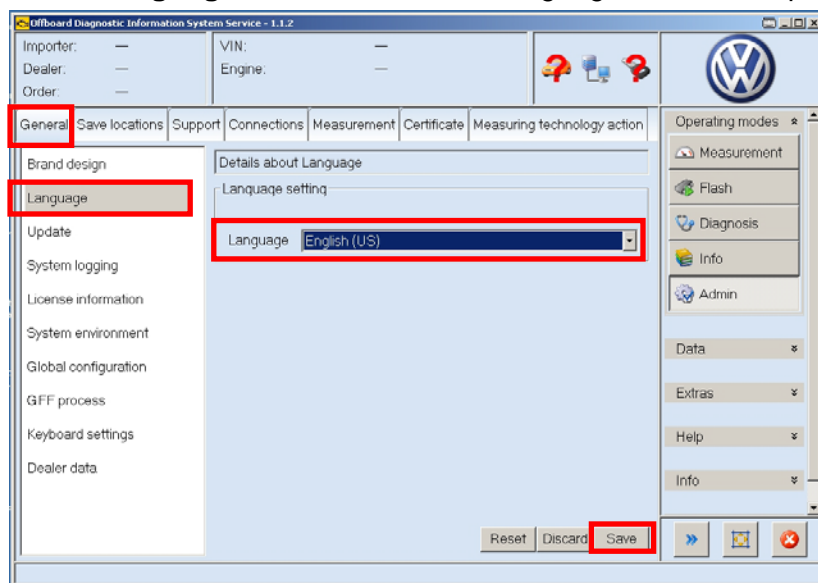 Offboard Diagnostic Information System Service - 1.1.2
Importer: —
Dealer: —
Order: —
VIN: —
Engine: —
General Save locations Support Connections Measurement Certificate Measuring technology action
Brand design
Language
Update
System logging
License information
System environment
Global configuration
GFF process
Keyboard settings
Dealer data
Details about Language
Language setting
Language English (US)
Reset Discard Save
Operating modes
Measurement
Flash
Diagnosis
Info
Admin
Data
Extras
Help
Info